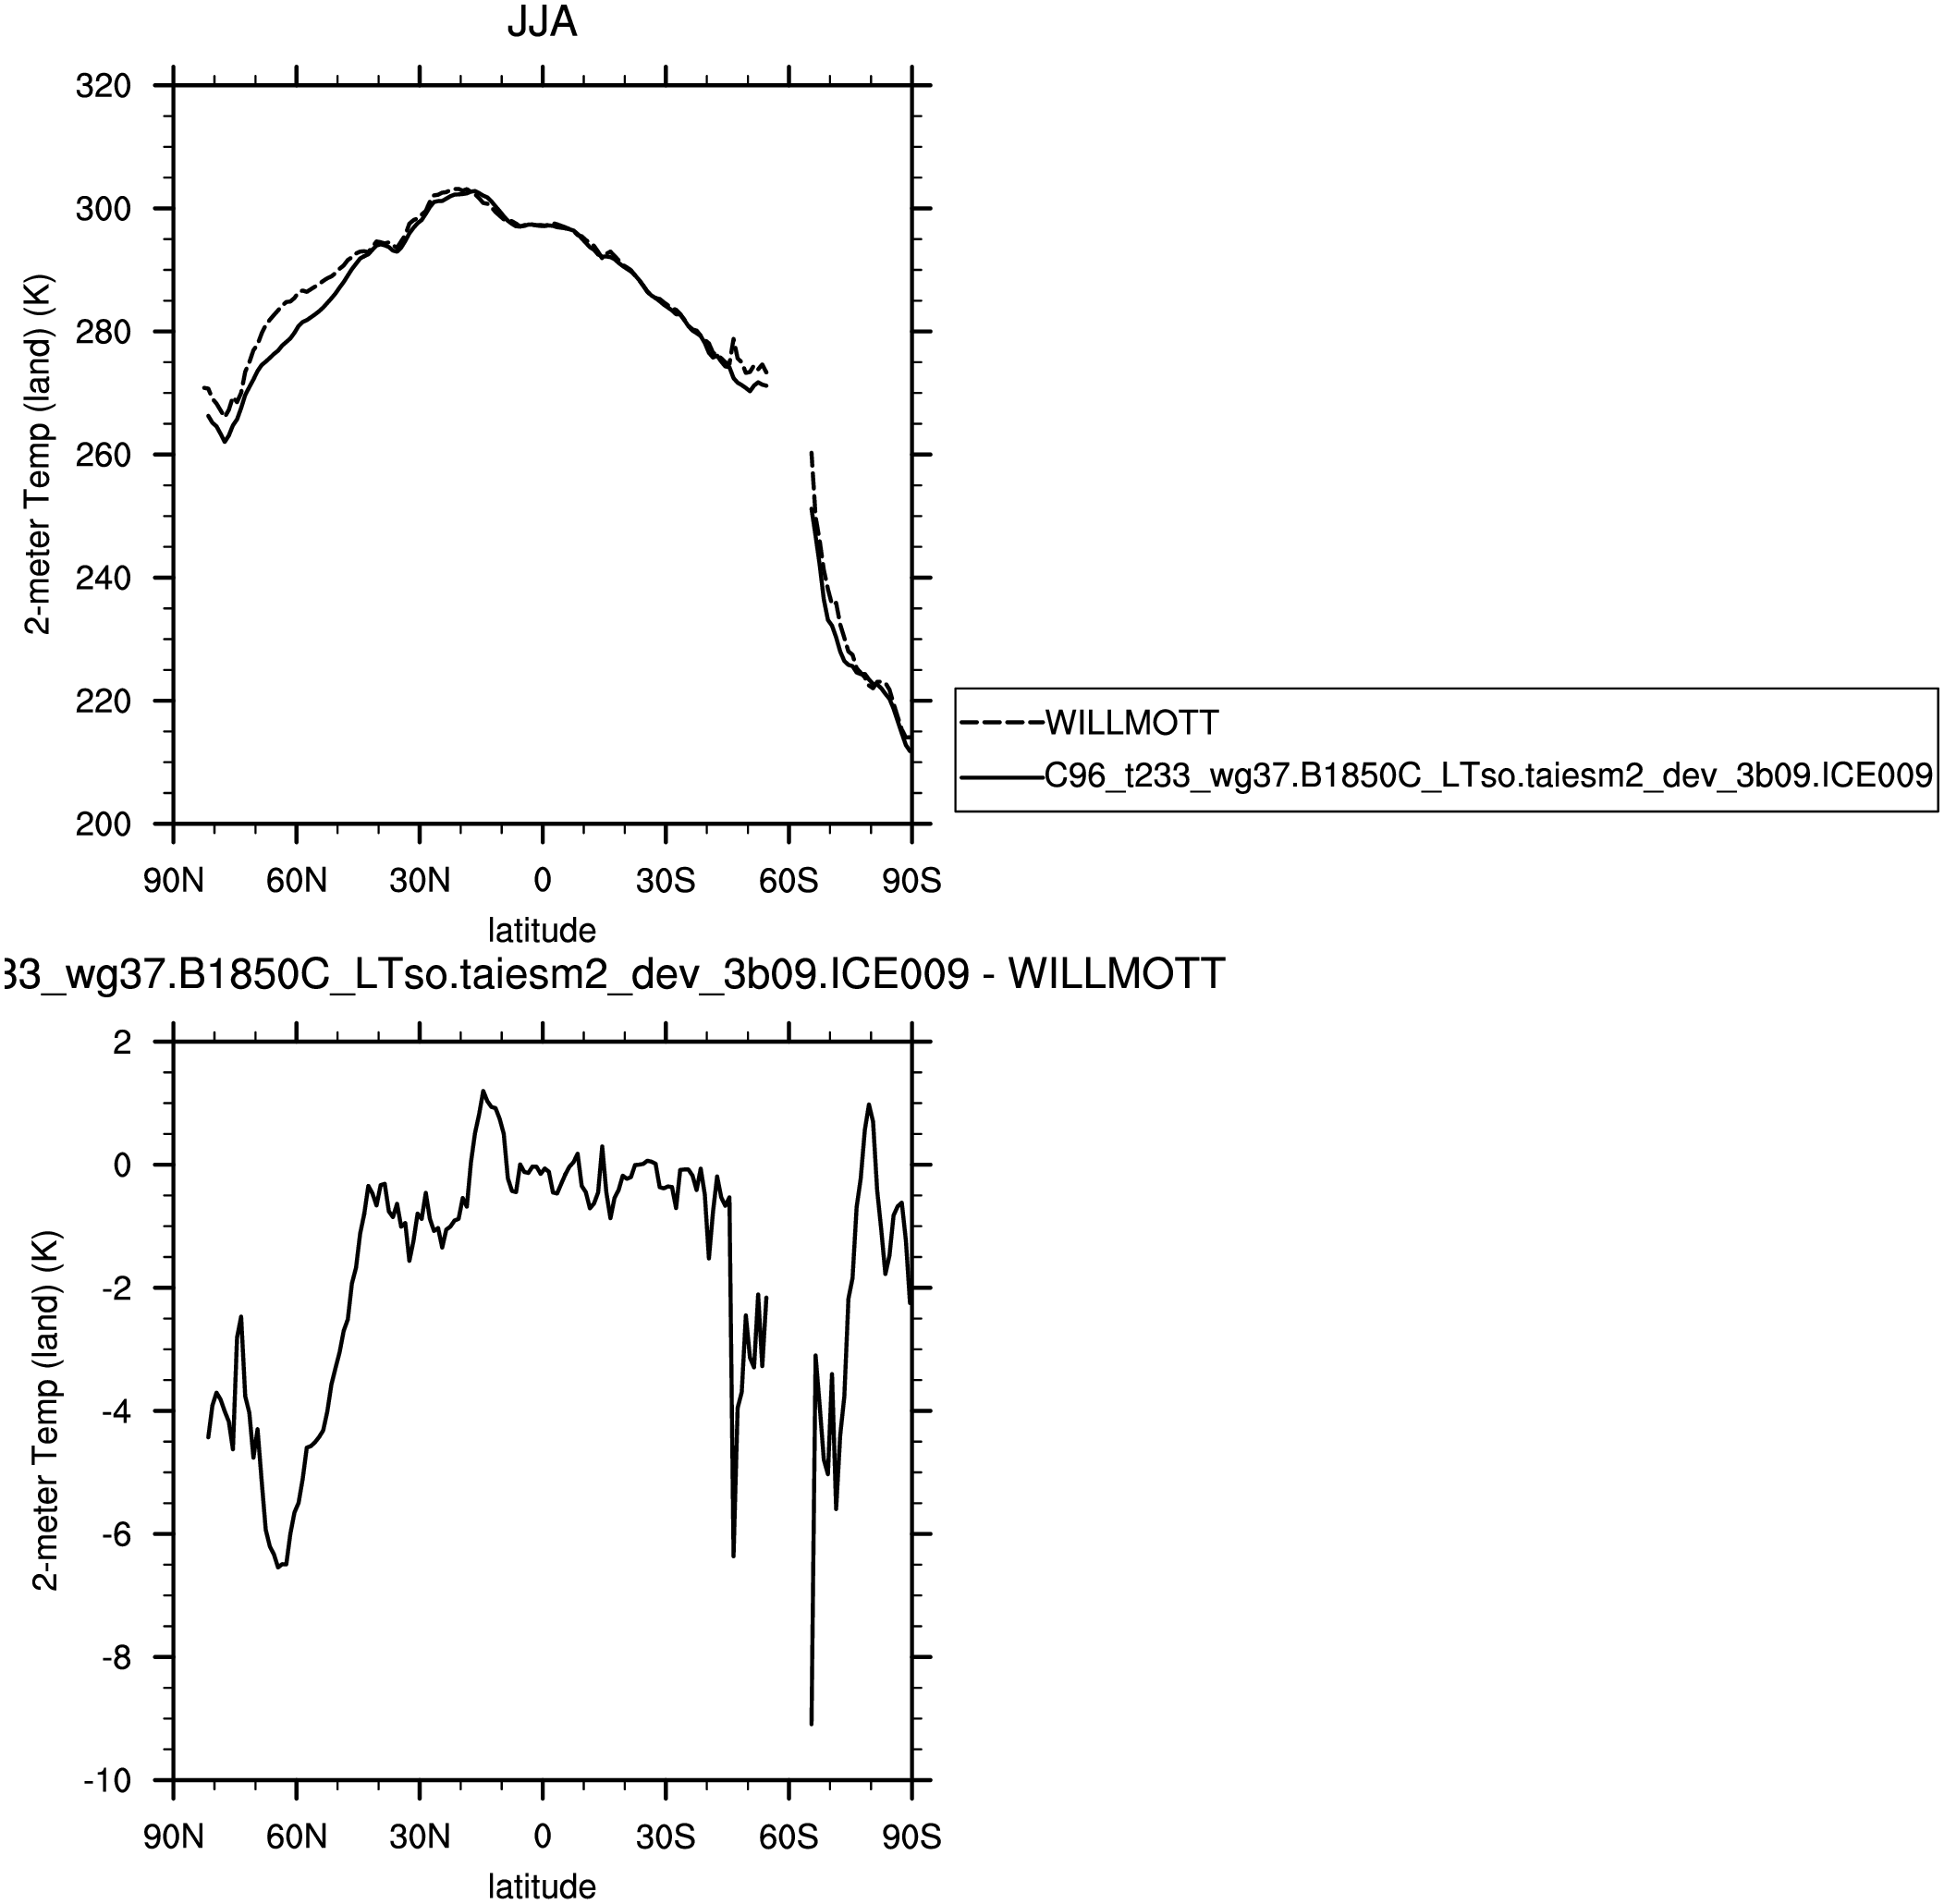 JJA
320
300
280
260
240
220
200
2-meter Temp (land) (K)
90N 60N 30N 0 30S 60S 90S
latitude
WILLMOTT
C96_t233_wg37.B1850C_LTso.taiesm2_dev_3b09.ICE009
33_wg37.B1850C_LTso.taiesm2_dev_3b09.ICE009 - WILLMOTT
2
0
-2
-4
-6
-8
-10
2-meter Temp (land) (K)
90N 60N 30N 0 30S 60S 90S
latitude